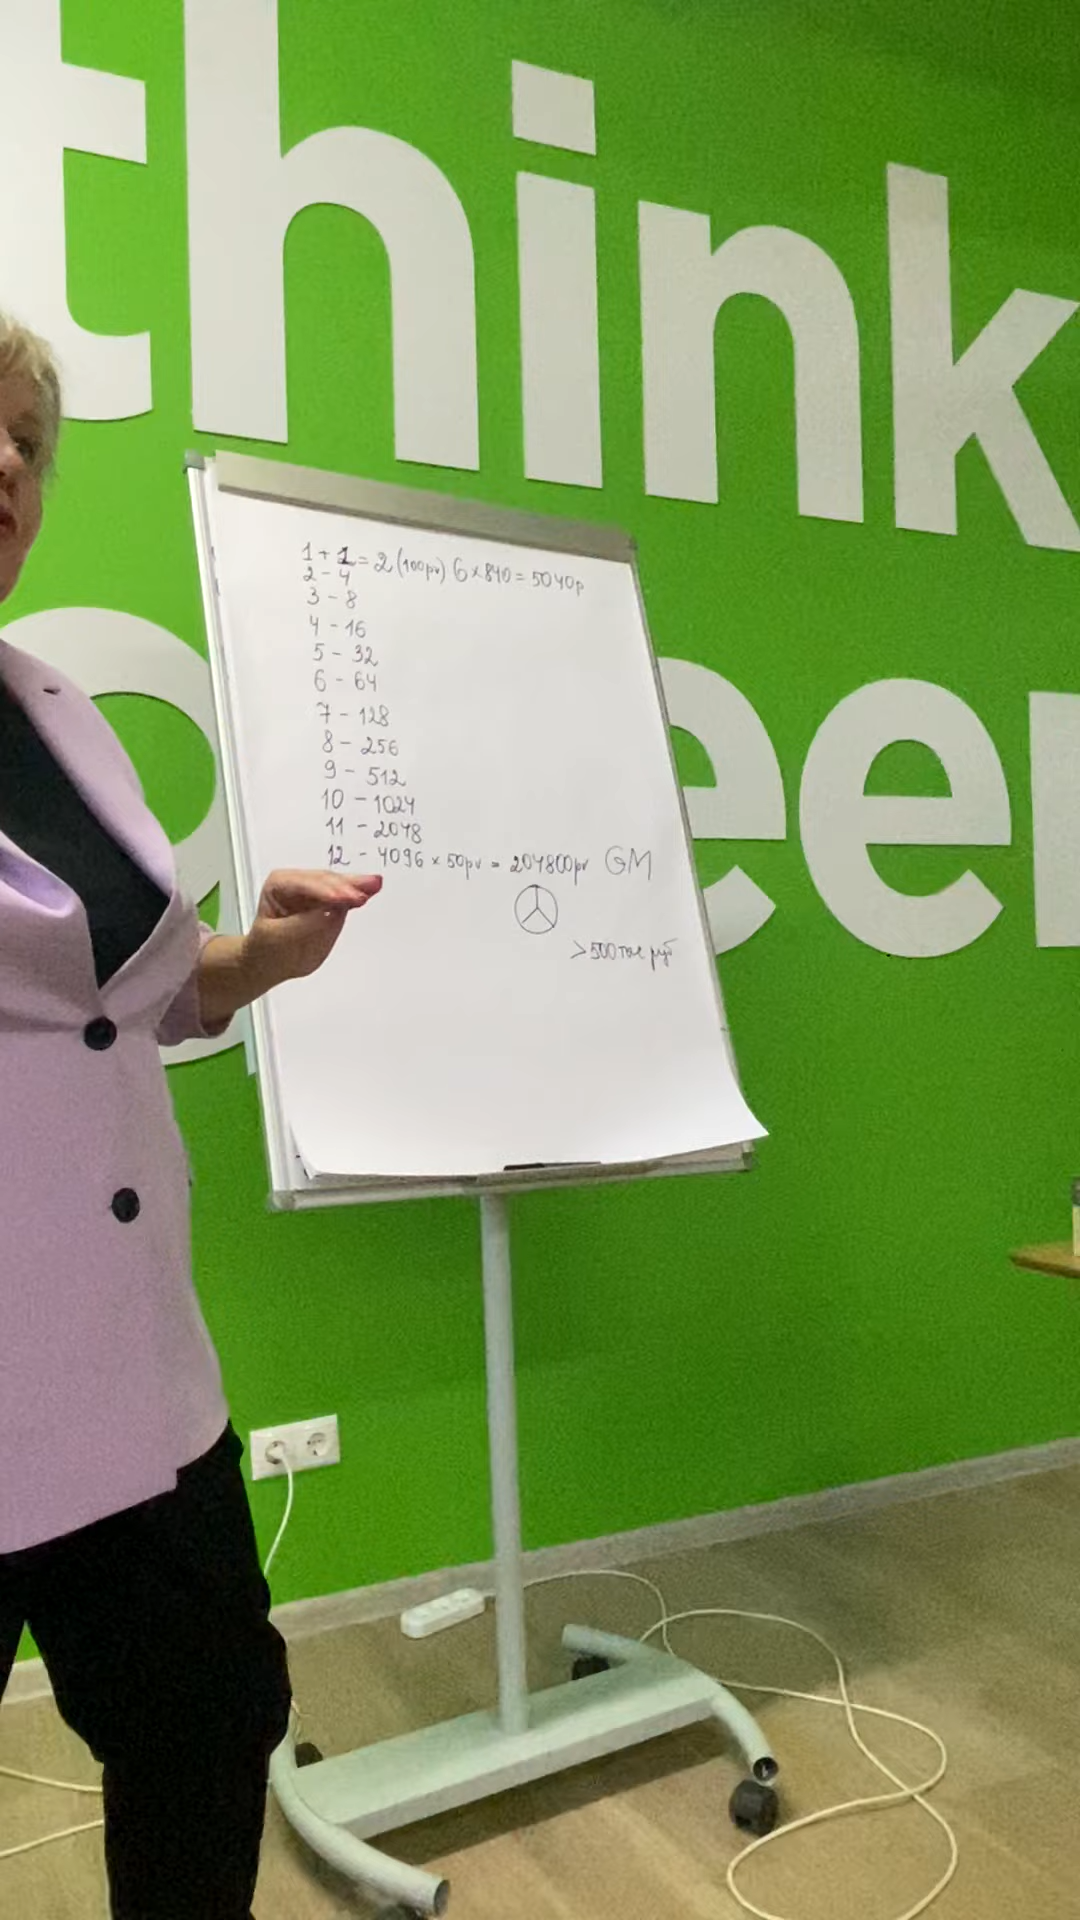 think
green
1 + 1 = 2 (100pv) 6 x 840 = 5040р
2 - 4
3 - 8
4 - 16
5 - 32
6 - 64
7 - 128
8 - 256
9 - 512
10 - 1024
11 - 2048
12 - 4096 x 50pv = 204800pv GM
>500 тыс руб